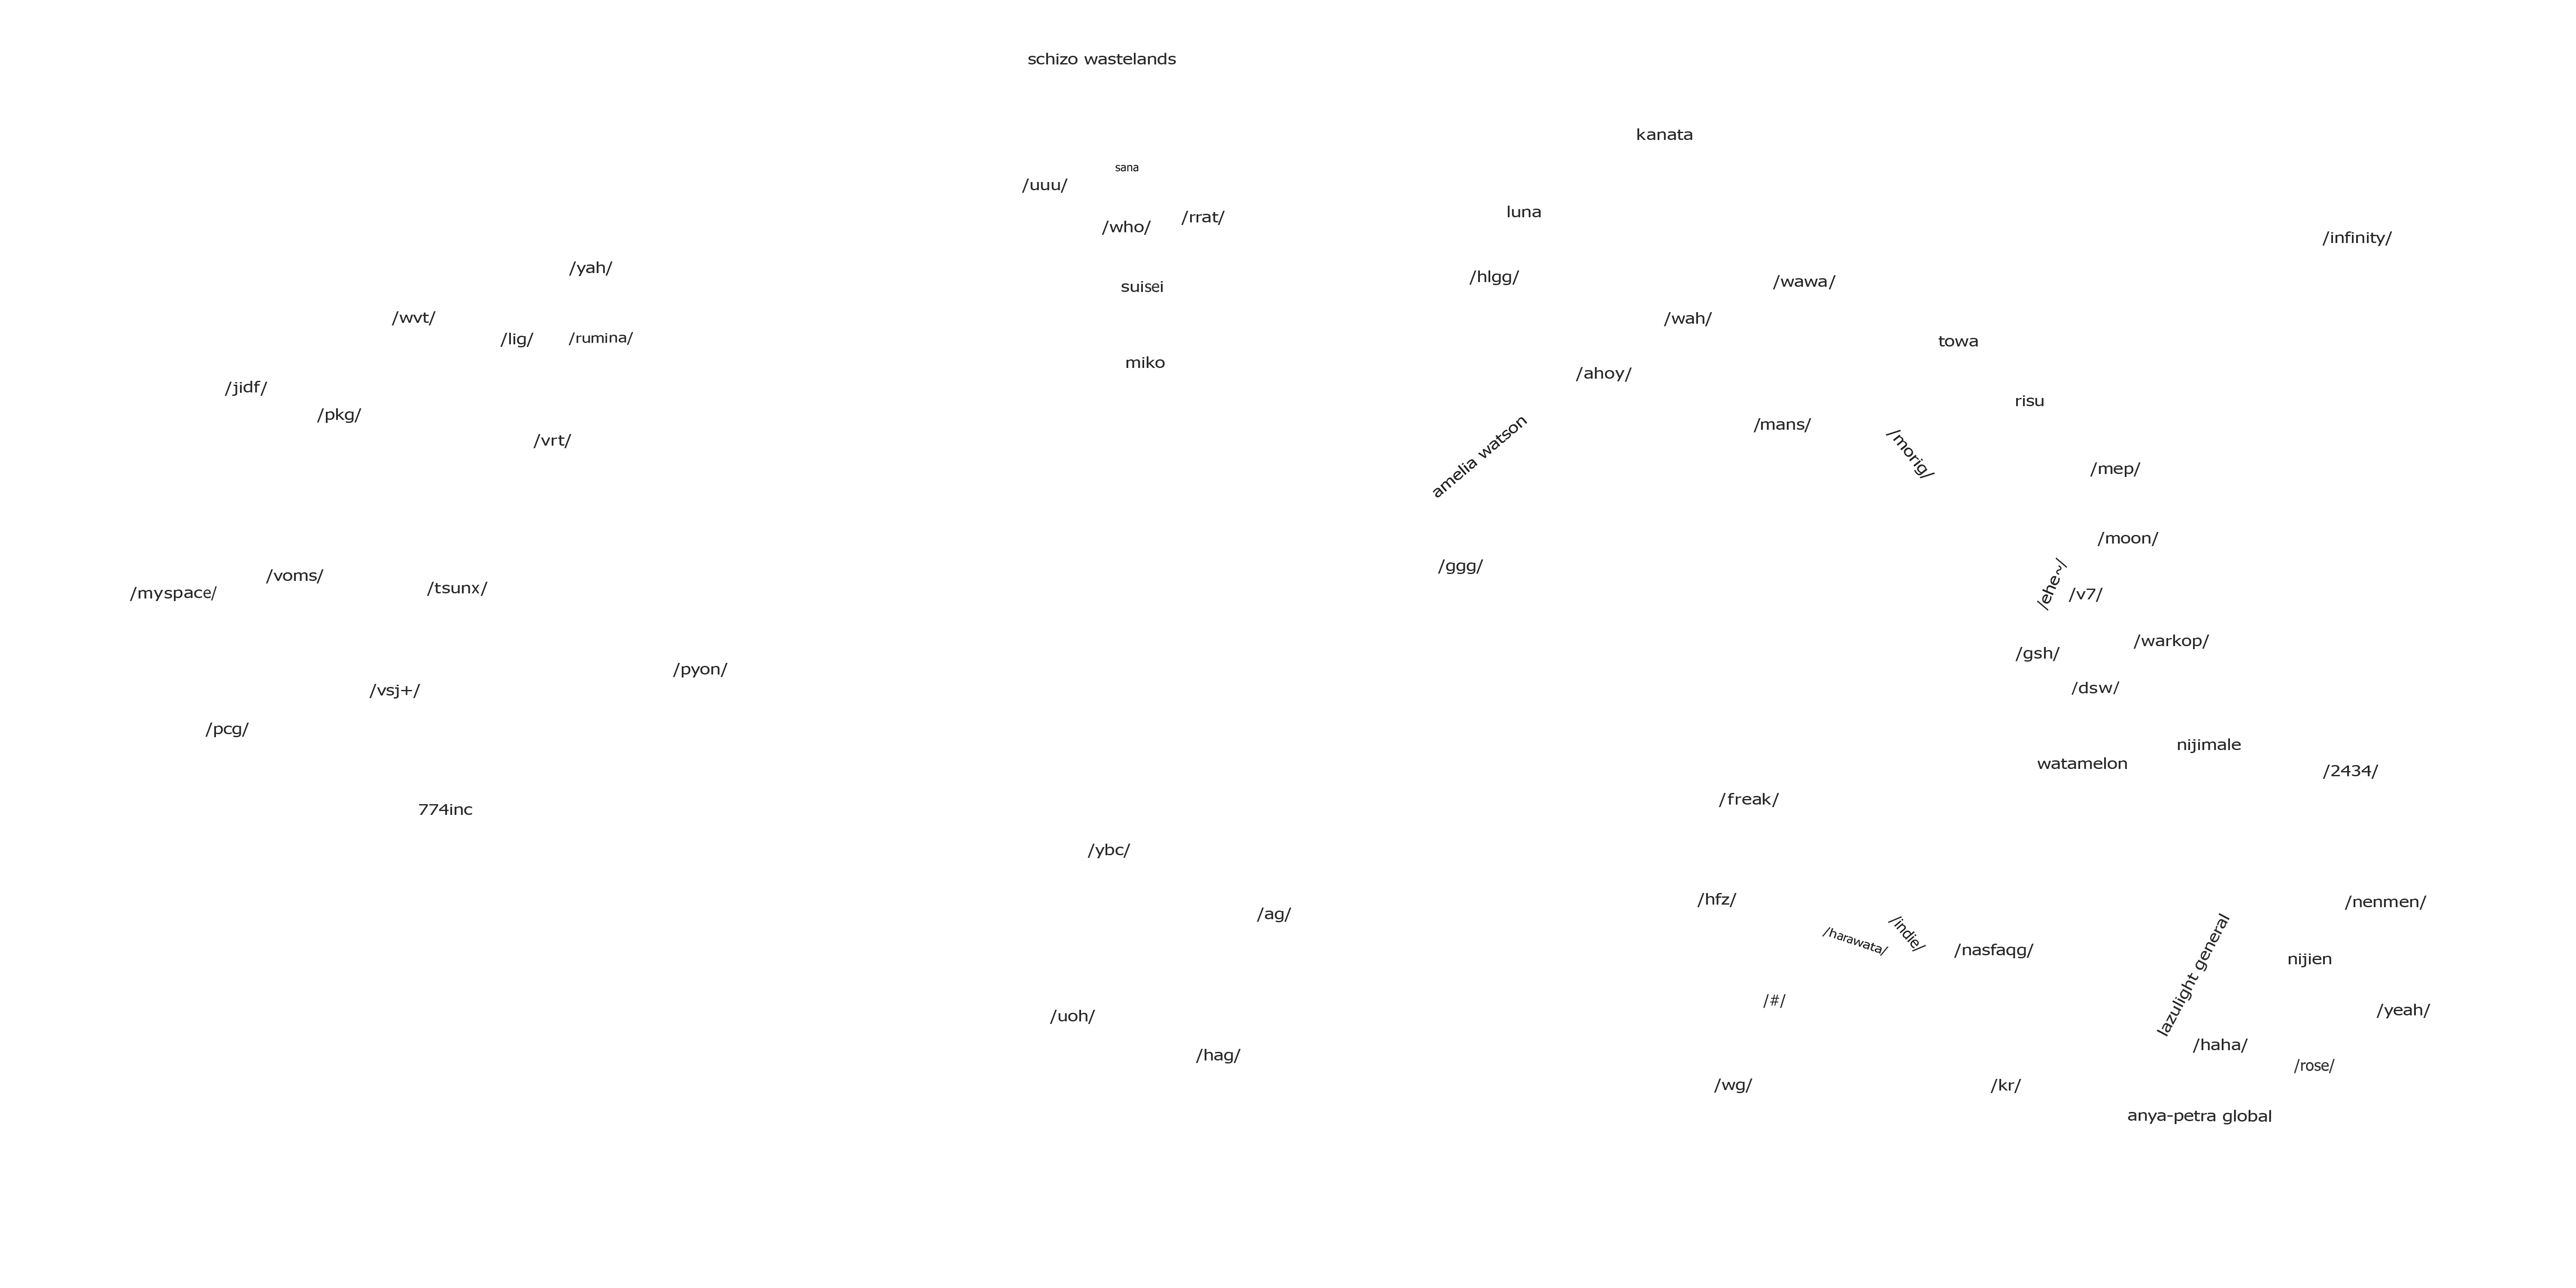 schizo wastelands
kanata
sana
/uuu/
luna
/rrat/
/who/
/infinity/
/yah/
/hlgg/
/wawa/
suisei
/wvt/
/wah/
/lig/
/rumina/
towa
miko
/ahoy/
/jidf/
risu
/pkg/
/mans/
/vrt/
amelia watson
/morig/
/mep/
/moon/
/ggg/
/voms/
/ehe~/
/tsunx/
/myspace/
/v7/
/warkop/
/gsh/
/pyon/
/dsw/
/vsj+/
/pcg/
nijimale
watamelon
/2434/
/freak/
774inc
/ybc/
/hfz/
/nenmen/
/ag/
/indie/
/harawata/
/nasfaqg/
nijien
lazulight general
/#/
/yeah/
/uoh/
/haha/
/hag/
/rose/
/wg/
/kr/
anya-petra global